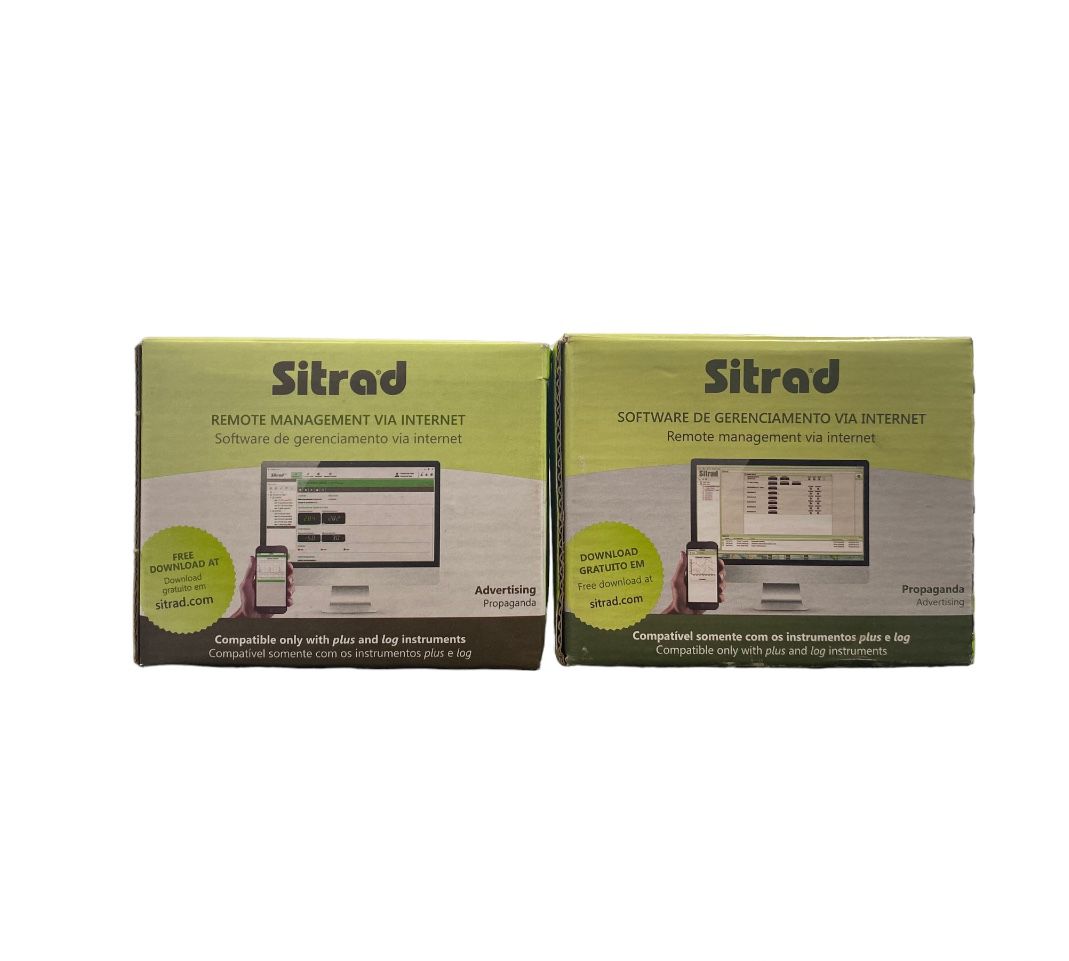 Sitrad®
REMOTE MANAGEMENT VIA INTERNET
Software de gerenciamento via internet
FREE
DOWNLOAD AT
Download
gratuito em
sitrad.com
Advertising
Propaganda
Compatible only with plus and log instruments
Compatível somente com os instrumentos plus e log
Sitrad®
SOFTWARE DE GERENCIAMENTO VIA INTERNET
Remote management via internet
Sitrad
DOWNLOAD
GRATUITO EM
Free download at
sitrad.com
Propaganda
Advertising
Compatível somente com os instrumentos plus e log
Compatible only with plus and log instruments